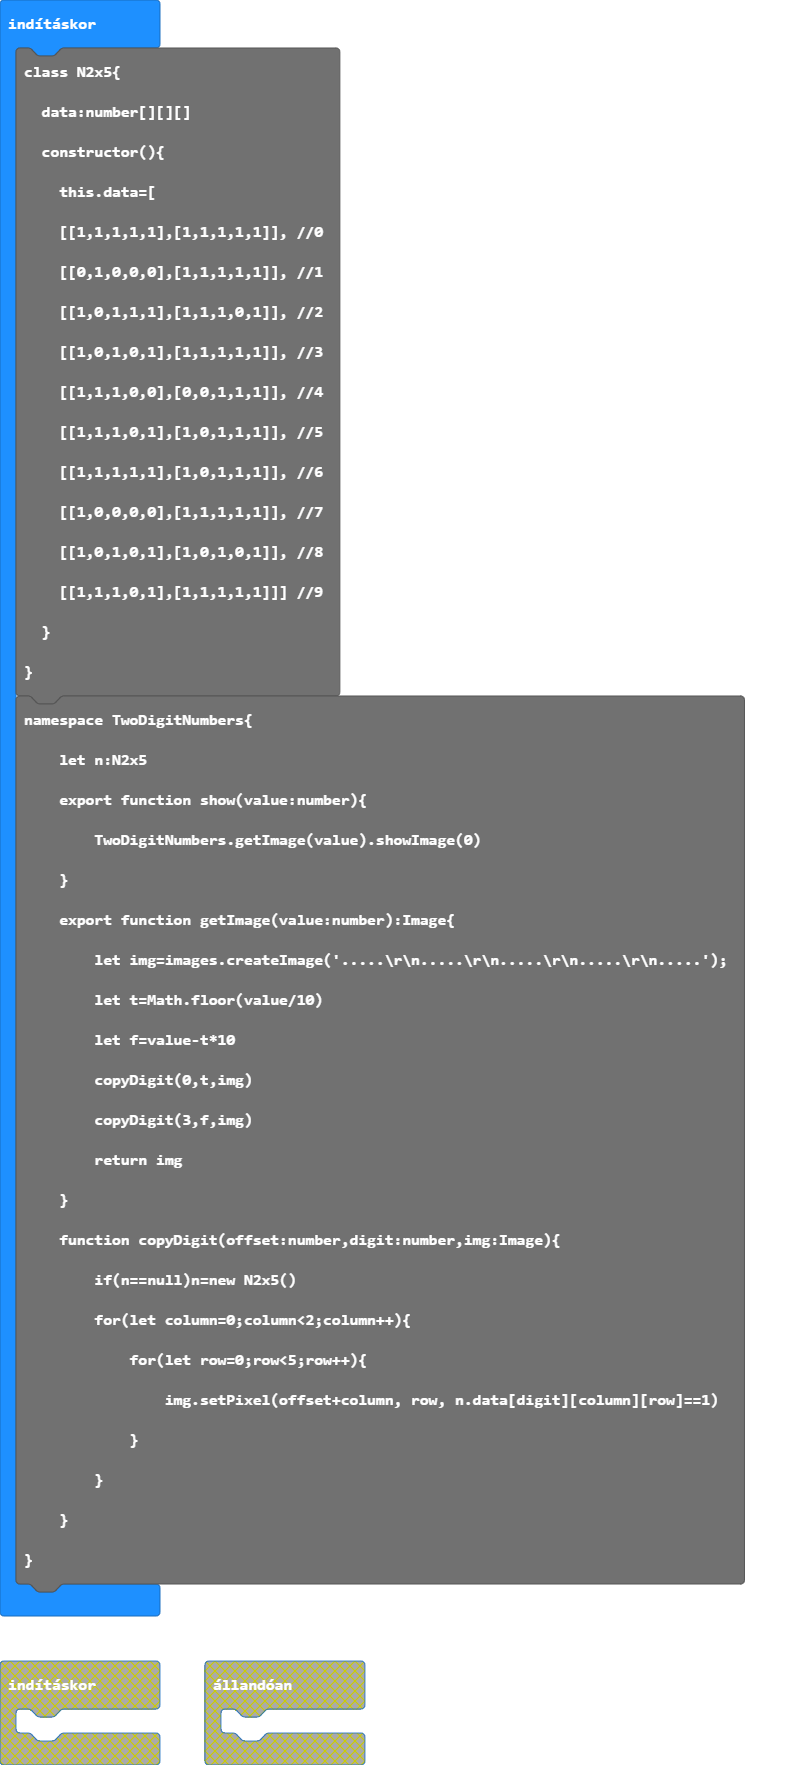 indításkor
class N2x5{
  data:number[][][]
  constructor(){
    this.data=[
    [[1,1,1,1,1],[1,1,1,1,1]], //0
    [[0,1,0,0,0],[1,1,1,1,1]], //1
    [[1,0,1,1,1],[1,1,1,0,1]], //2
    [[1,0,1,0,1],[1,1,1,1,1]], //3
    [[1,1,1,0,0],[0,0,1,1,1]], //4
    [[1,1,1,0,1],[1,0,1,1,1]], //5
    [[1,1,1,1,1],[1,0,1,1,1]], //6
    [[1,0,0,0,0],[1,1,1,1,1]], //7
    [[1,0,1,0,1],[1,0,1,0,1]], //8
    [[1,1,1,0,1],[1,1,1,1,1]]] //9
  }
}
namespace TwoDigitNumbers{
    let n:N2x5
    export function show(value:number){
        TwoDigitNumbers.getImage(value).showImage(0)
    }
    export function getImage(value:number):Image{
        let img=images.createImage('.....\r\n.....\r\n.....\r\n.....\r\n.....');
        let t=Math.floor(value/10)
        let f=value-t*10
        copyDigit(0,t,img)
        copyDigit(3,f,img)
        return img
    }
    function copyDigit(offset:number,digit:number,img:Image){
        if(n==null)n=new N2x5()
        for(let column=0;column<2;column++){
            for(let row=0;row<5;row++){
                img.setPixel(offset+column, row, n.data[digit][column][row]==1)
            }
        }
    }
}
indításkor
állandóan